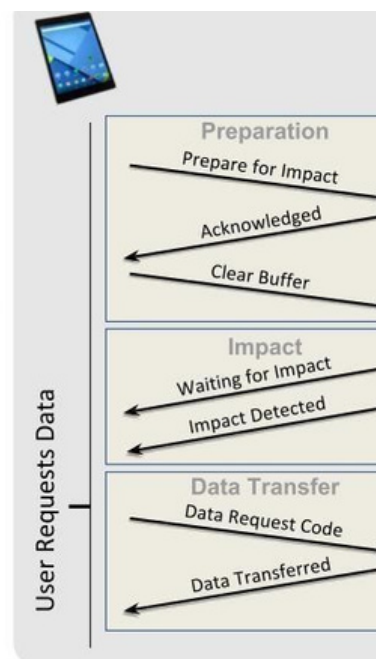 Preparation
Prepare for Impact
Acknowledged
Clear Buffer
Impact
Waiting for Impact
Impact Detected
User Requests Data
Data Transfer
Data Request Code
Data Transferred